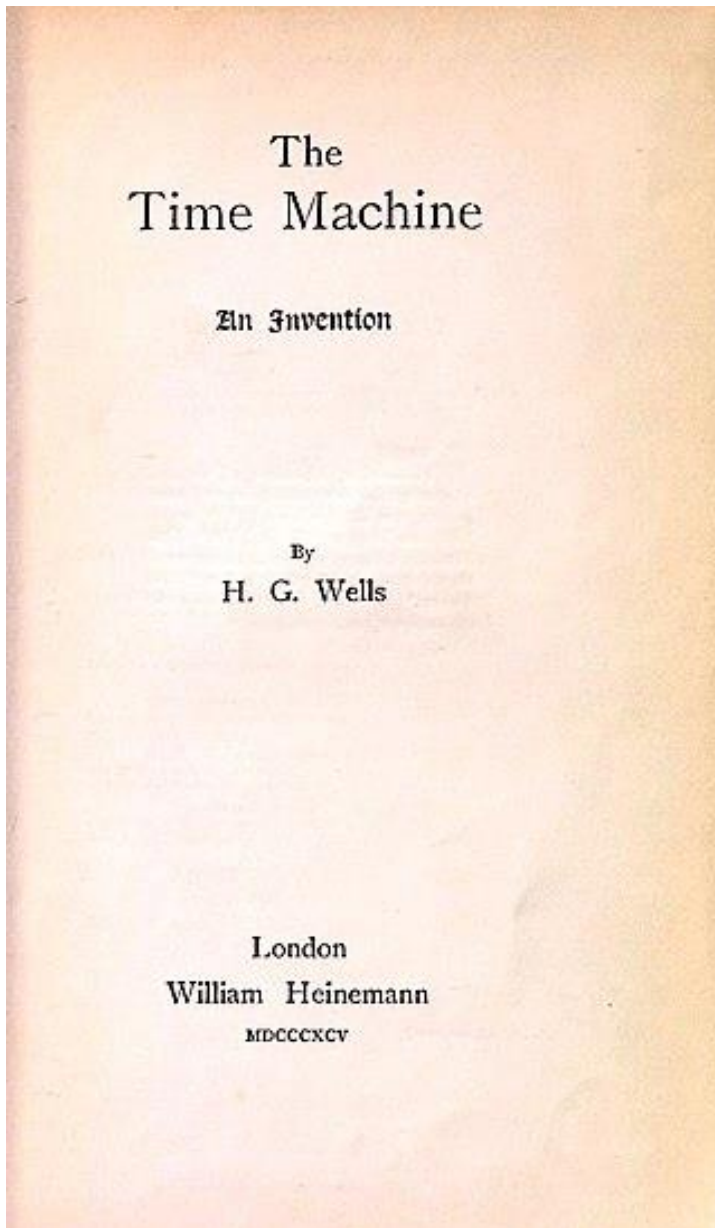 The
Time Machine
An Invention
By
H. G. Wells
London
William Heinemann
MDCCCXCV